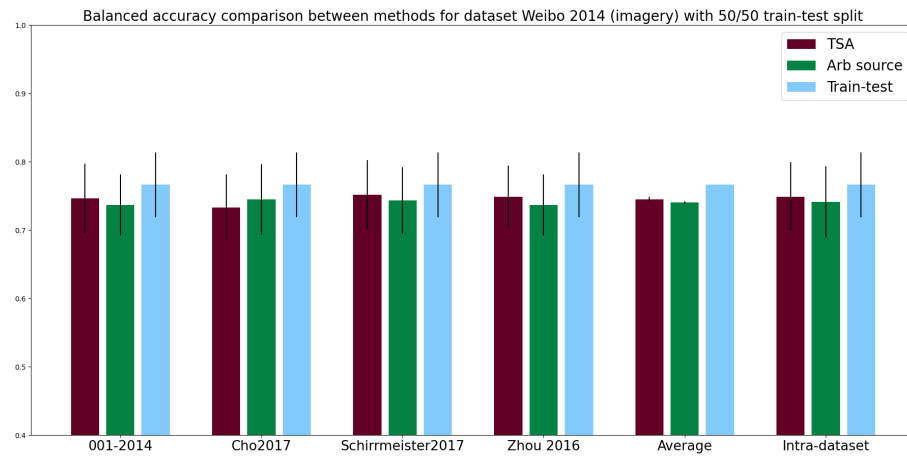 Balanced accuracy comparison between methods for dataset Weibo 2014 (imagery) with 50/50 train-test split
1.0
TSA
Arb source
Train-test
0.9
0.8
0.7
0.6
0.5
0.4
001-2014 Cho2017 Schirrmeister2017 Zhou 2016 Average Intra-dataset